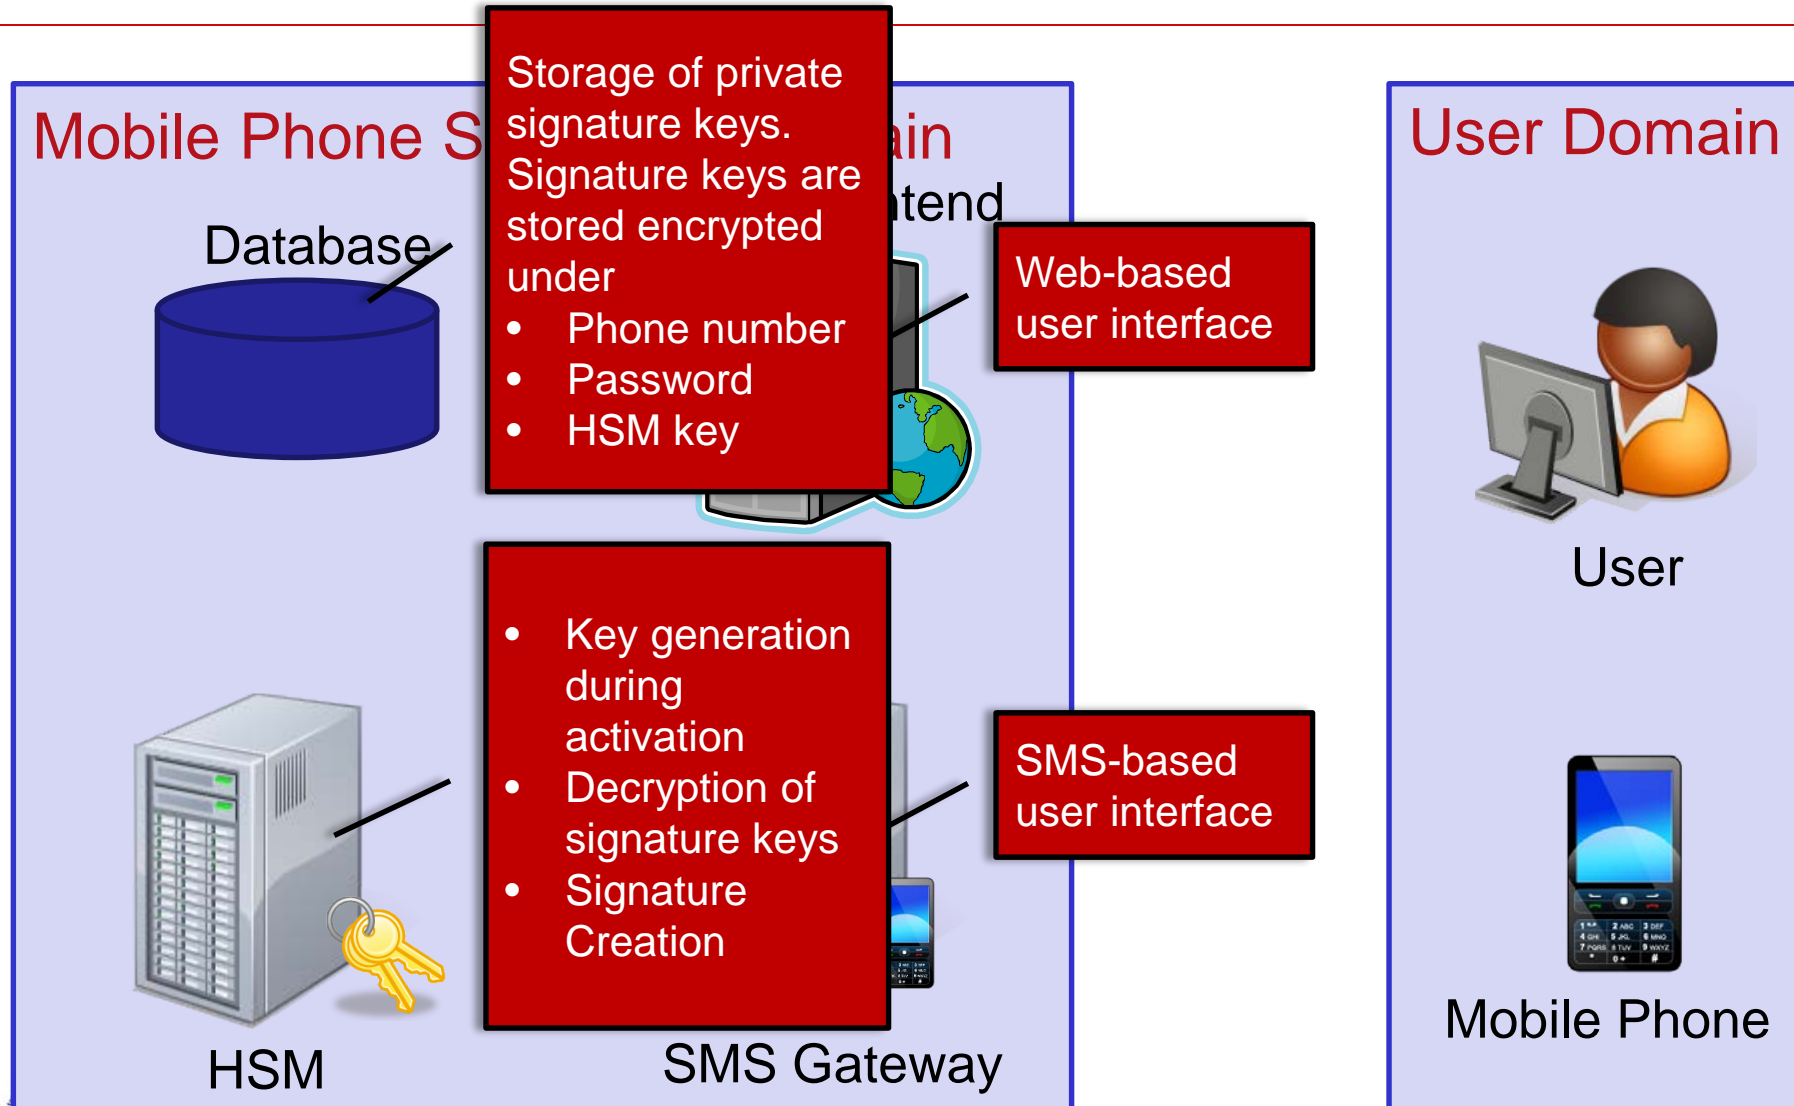 Mobile Phone S
ain
Storage of private
signature keys.
Signature keys are
stored encrypted
under
• Phone number
• Password
• HSM key
Database
ntend
Web-based
user interface
• Key generation
during
activation
• Decryption of
signature keys
• Signature
Creation
SMS-based
user interface
HSM
SMS Gateway
User Domain
User
Mobile Phone